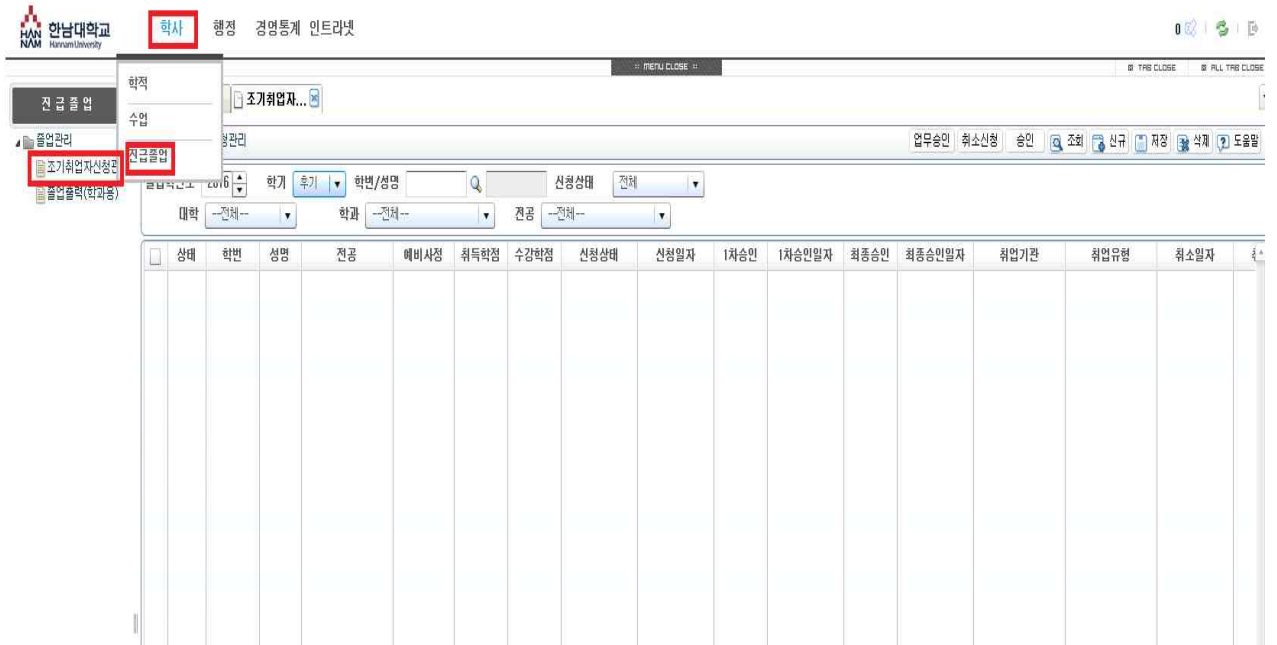 한남대학교
HANNAM Hannam University
학사 행정 경영통계 인트라넷
0
:: MENU CLOSE ::
TAB CLOSE ALL TAB CLOSE
학적
수업
진급졸업
진급졸업
조기취업자...
졸업관리
조기취업자신청관
졸업출력(학과용)
청관리
업무승인 취소신청 승인 조회 신규 저장 삭제 도움말
2016 학기 후기 학번/성명 신청상태 전체
대학 --전체-- 학과 --전체-- 전공 --전체--
상태 학번 성명 전공 예비사정 취득학점 수강학점 신청상태 신청일자 1차승인 1차승인일자 최종승인 최종승인일자 취업기관 취업유형 취소일자